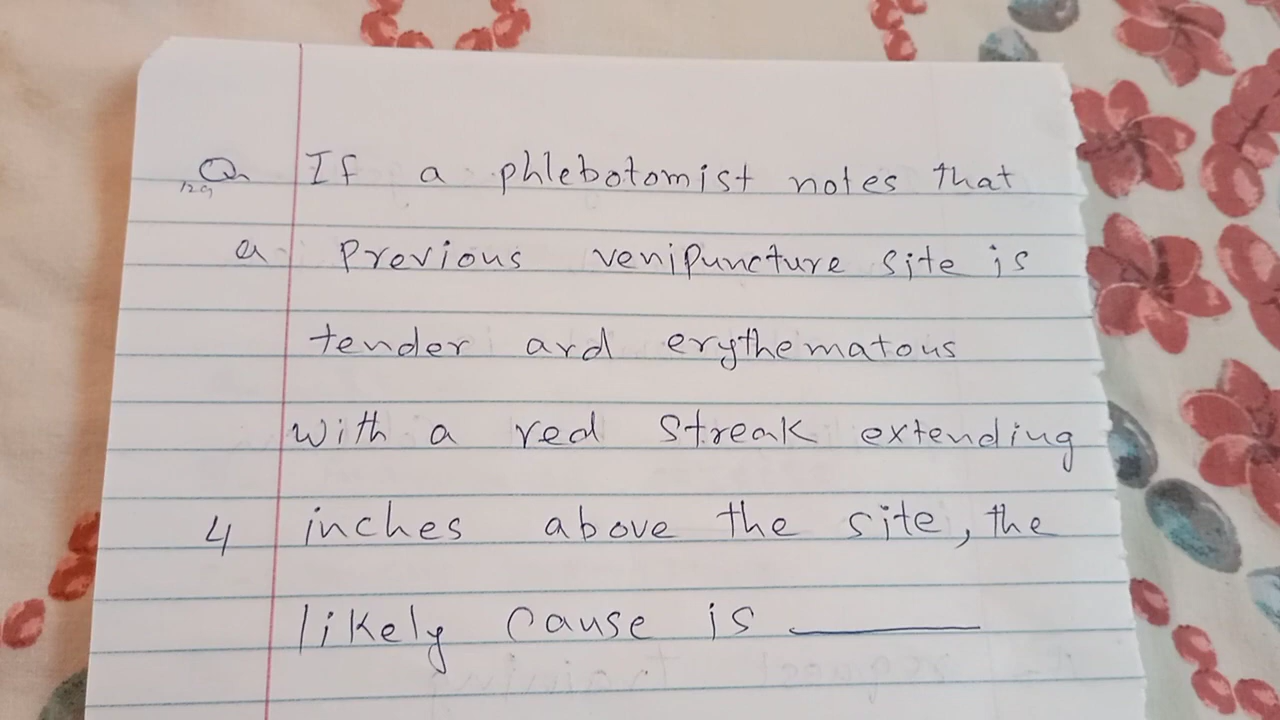 Q If a phlebotomist notes that
129
a previous venipuncture site is
tender and erythematous
with a red streak extending
4 inches above the site, the
likely cause is ______